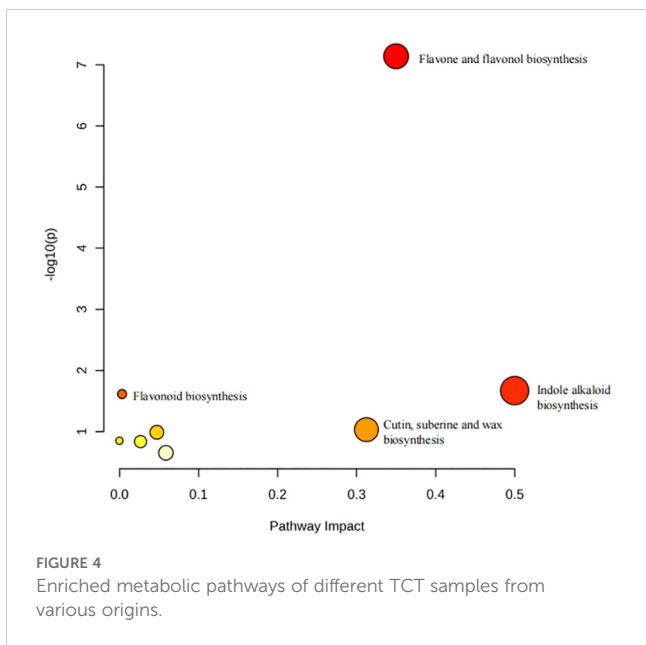 7
Flavone and flavonol biosynthesis
6
5
-log10(p)
4
3
2
Flavonoid biosynthesis
Indole alkaloid
biosynthesis
1
Cutin, suberine and wax
biosynthesis
0.0 0.1 0.2 0.3 0.4 0.5
Pathway Impact
FIGURE 4
Enriched metabolic pathways of different TCT samples from
various origins.